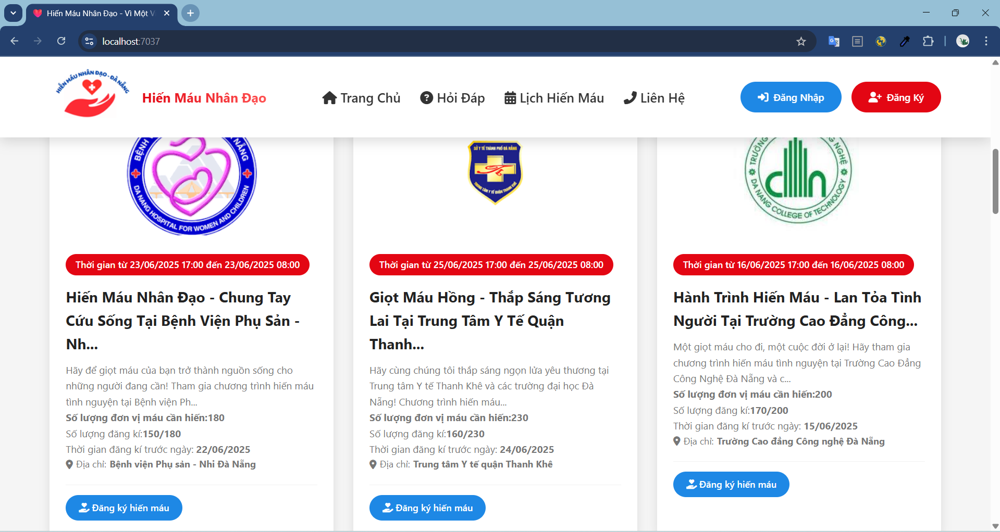 Hiến Máu Nhân Đạo - Vì Một V
localhost:7037
HIẾN MÁU NHÂN ĐẠO - ĐÀ NẴNG
Hiến Máu Nhân Đạo
Trang Chủ
Hỏi Đáp
Lịch Hiến Máu
Liên Hệ
Đăng Nhập
Đăng Ký
BỆNH
NẴNG
DA NANG HOSPITAL FOR WOMEN AND CHILDREN
SỞ Y TẾ THÀNH PHỐ ĐÀ NẴNG
TRUNG TÂM Y TẾ QUẬN THANH KHÊ
TRƯỜNG
NGHỆ
DA NANG COLLEGE OF TECHNOLOGY
Thời gian từ 23/06/2025 17:00 đến 23/06/2025 08:00
Hiến Máu Nhân Đạo - Chung Tay
Cứu Sống Tại Bệnh Viện Phụ Sản -
Nh...
Hãy để giọt máu của bạn trở thành nguồn sống cho
những người đang cần! Tham gia chương trình hiến máu
tình nguyện tại Bệnh viện Ph...
Số lượng đơn vị máu cần hiến:180
Số lượng đăng kí:150/180
Thời gian đăng kí trước ngày: 22/06/2025
Địa chỉ: Bệnh viện Phụ sản - Nhi Đà Nẵng
Đăng ký hiến máu
Thời gian từ 25/06/2025 17:00 đến 25/06/2025 08:00
Giọt Máu Hồng - Thắp Sáng Tương
Lai Tại Trung Tâm Y Tế Quận
Thanh...
Hãy cùng chúng tôi thắp sáng ngọn lửa yêu thương tại
Trung tâm Y tế Thanh Khê và các trường đại học Đà
Nẵng! Chương trình hiến máu...
Số lượng đơn vị máu cần hiến:230
Số lượng đăng kí:160/230
Thời gian đăng kí trước ngày: 24/06/2025
Địa chỉ: Trung tâm Y tế quận Thanh Khê
Đăng ký hiến máu
Thời gian từ 16/06/2025 17:00 đến 16/06/2025 08:00
Hành Trình Hiến Máu - Lan Tỏa Tình
Người Tại Trường Cao Đẳng Công...
Một giọt máu cho đi, một cuộc đời ở lại! Hãy tham gia
chương trình hiến máu tình nguyện tại Trường Cao Đẳng
Công Nghệ Đà Nẵng và c...
Số lượng đơn vị máu cần hiến:200
Số lượng đăng kí:170/200
Thời gian đăng kí trước ngày: 15/06/2025
Địa chỉ: Trường Cao đẳng Công nghệ Đà Nẵng
Đăng ký hiến máu